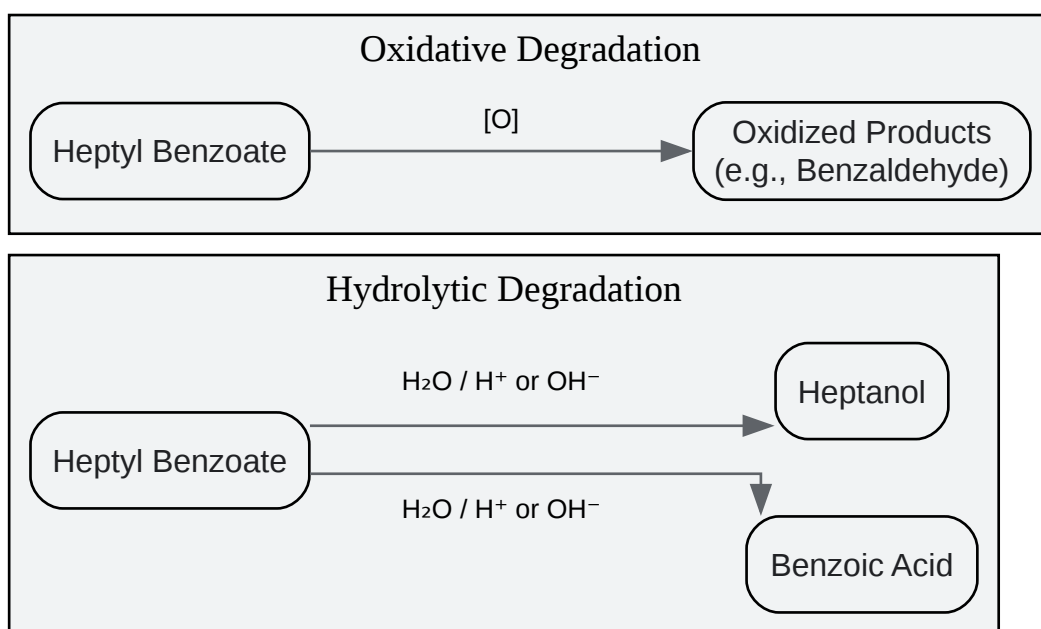 Oxidative Degradation
[O]
Heptyl Benzoate
Oxidized Products
(e.g., Benzaldehyde)
Hydrolytic Degradation
H₂O / H⁺ or OH⁻
Heptanol
Heptyl Benzoate
H₂O / H⁺ or OH⁻
Benzoic Acid